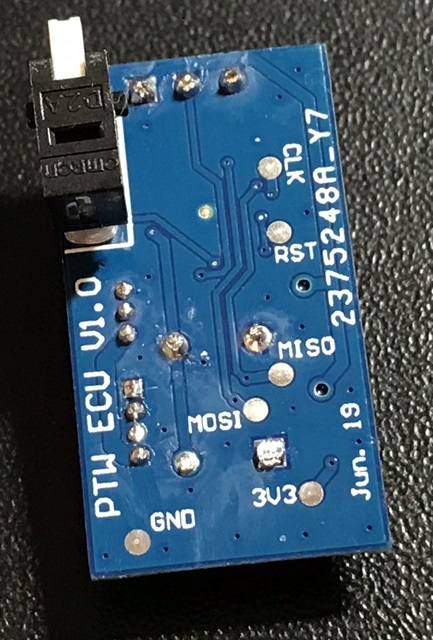 CLK
RST
MISO
MOSI
3V3
GND
PTW ECU V1.0
2375248A_Y7
Jun. 19